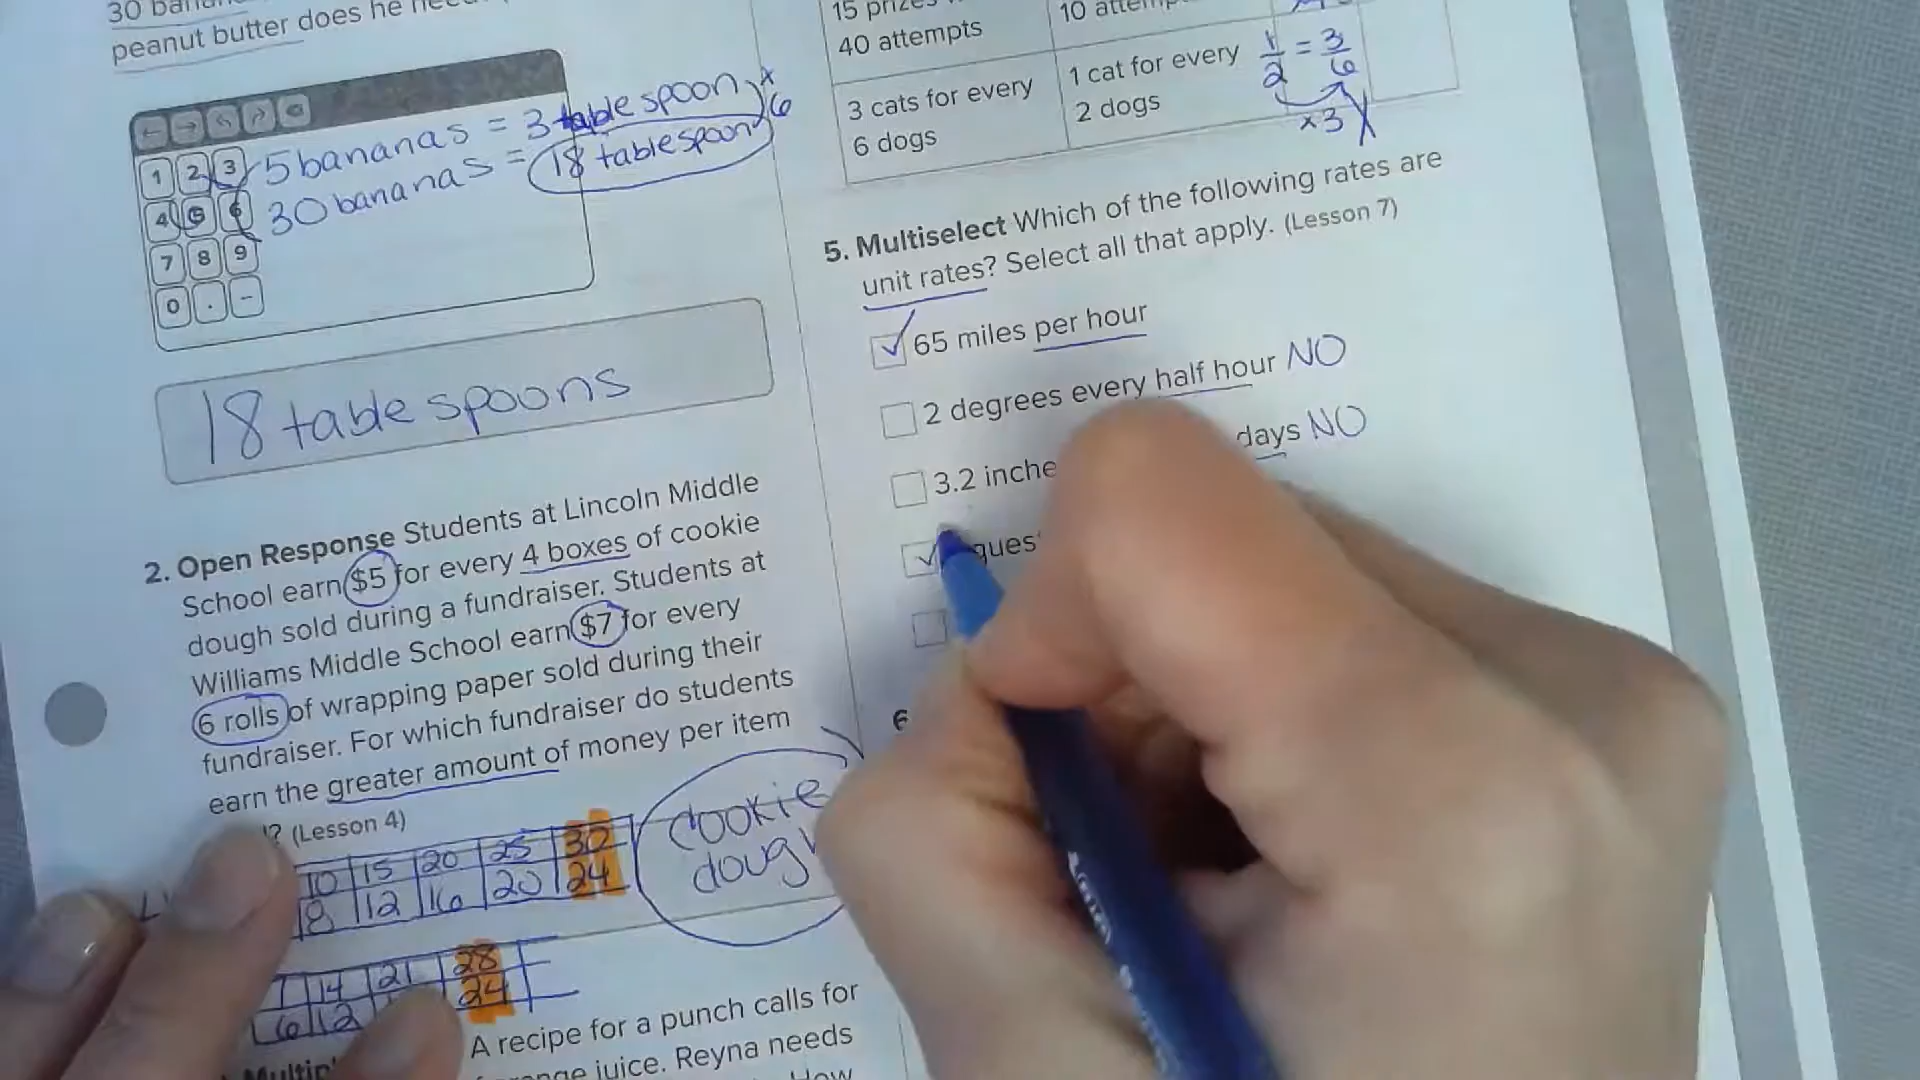 30
peanut butter does he
1 2 3
4 5 6
7 8 9
0 . −
5 bananas = 3 tablespoon
30 bananas = 18 tablespoon
x
6
18 tablespoons
2. Open Response Students at Lincoln Middle
School earn $5 for every 4 boxes of cookie
dough sold during a fundraiser. Students at
Williams Middle School earn $7 for every
6 rolls of wrapping paper sold during their
fundraiser. For which fundraiser do students
earn the greater amount of money per item
? (Lesson 4)
10 15 20 25 30
8 12 16 20 24
cookie
dough
7 14 21 28
6 12 24
A recipe for a punch calls for
juice. Reyna needs
How
15 prizes
40 attempts
10
3 cats for every
6 dogs
1 cat for every
2 dogs
1/2 = 3/6
x3
5. Multiselect Which of the following rates are
unit rates? Select all that apply. (Lesson 7)
65 miles per hour
2 degrees every half hour NO
3.2 days NO
6